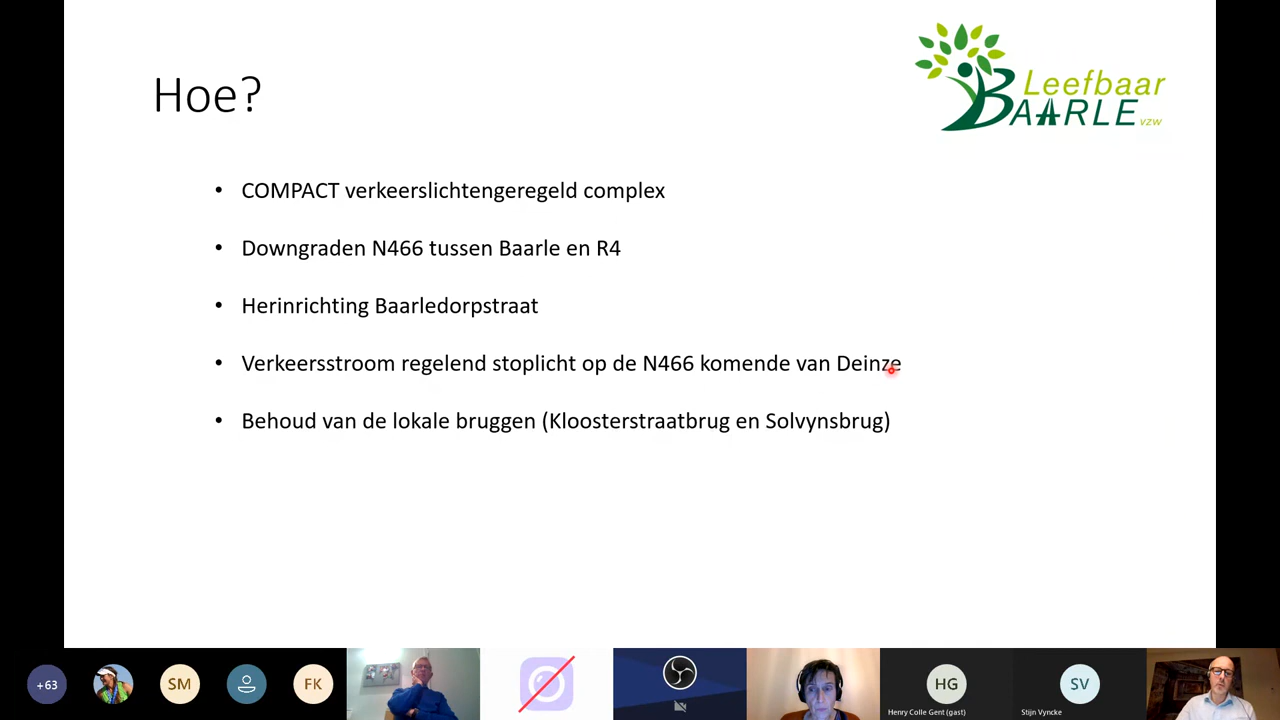 Hoe?
Leefbaar
BAARLE vzw
• COMPACT verkeerslichtengeregeld complex
• Downgraden N466 tussen Baarle en R4
• Herinrichting Baarledorpstraat
• Verkeersstroom regelend stoplicht op de N466 komende van Deinze
• Behoud van de lokale bruggen (Kloosterstraatbrug en Solvynsbrug)
+63
SM
FK
HG
Henry Colle Gent (gast)
SV
Stijn Vyncke